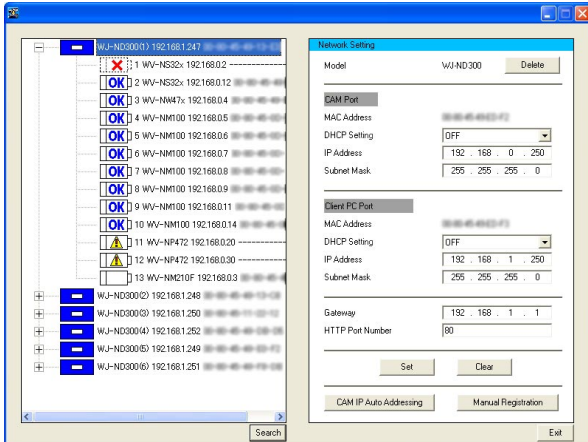 WJ-ND300(1) 192.168.1.247
1 WV-NS32x 192.168.0.2
OK 2 WV-NS32x 192.168.0.12
OK 3 WV-NW47x 192.168.0.4
OK 4 WV-NM100 192.168.0.5
OK 5 WV-NM100 192.168.0.6
OK 6 WV-NM100 192.168.0.7
OK 7 WV-NM100 192.168.0.8
OK 8 WV-NM100 192.168.0.9
OK 9 WV-NM100 192.168.0.11
OK 10 WV-NM100 192.168.0.14
11 WV-NP472 192.168.0.20
12 WV-NP472 192.168.0.30
13 WV-NM210F 192.168.0.3
WJ-ND300(2) 192.168.1.248
WJ-ND300(3) 192.168.1.250
WJ-ND300(4) 192.168.1.252
WJ-ND300(5) 192.168.1.249
WJ-ND300(6) 192.168.1.251
Search
Network Setting
Model WJ-ND300 Delete
CAM Port
MAC Address
DHCP Setting OFF
IP Address 192 . 168 . 0 . 250
Subnet Mask 255 . 255 . 255 . 0
Client PC Port
MAC Address
DHCP Setting OFF
IP Address 192 . 168 . 1 . 250
Subnet Mask 255 . 255 . 255 . 0
Gateway 192 . 168 . 1 . 1
HTTP Port Number 80
Set Clear
CAM IP Auto Addressing Manual Registration
Exit